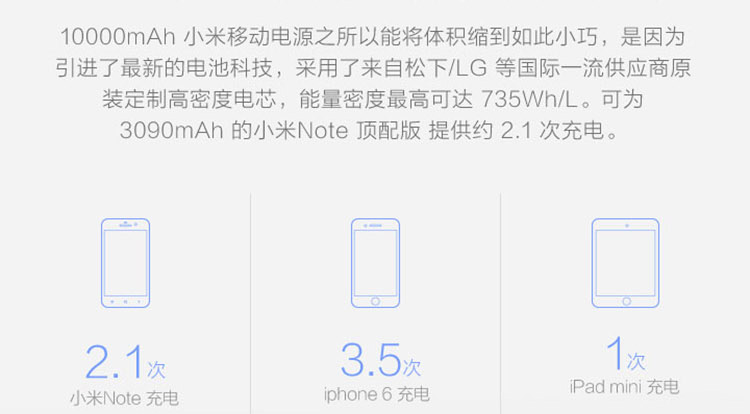 10000mAh 小米移动电源之所以能将体积缩到如此小巧，是因为
引进了最新的电池科技，采用了来自松下/LG 等国际一流供应商原
装定制高密度电芯，能量密度最高可达 735Wh/L。可为
3090mAh 的小米Note 顶配版 提供约 2.1 次充电。
2.1次
小米Note 充电
3.5次
iphone 6 充电
1次
iPad mini 充电